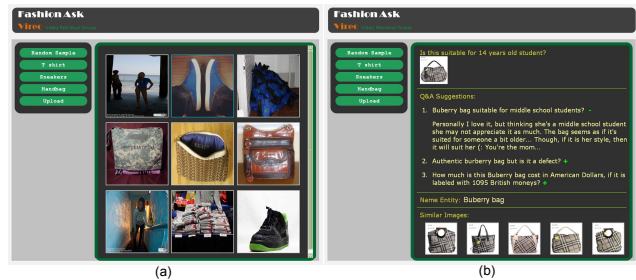 Fashion Ask
Vireo
Random Sample
T shirt
Sneakers
Handbag
Upload
(a)
Fashion Ask
Vireo
Random Sample
T shirt
Sneakers
Handbag
Upload
Is this suitable for 14 years old student?
Q&A Suggestions:
1. Buberry bag suitable for middle school students? -
Personally I love it, but thinking she's a middle school student
she may not appreciate it as much. The bag seems as if it's
suited for someone a bit older... Though, if it is her style, then
it will suit her (: You're the mom...
2. Authentic burberry bag but is it a defect? +
3. How much is this Buberry bag cost in American Dollars, if it is
labeled with 1095 British moneys? +
Name Entity: Buberry bag
Similar Images:
(b)